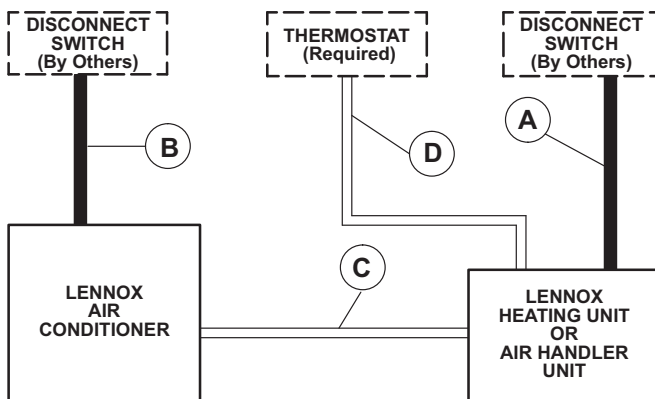 DISCONNECT
SWITCH
(By Others)
THERMOSTAT
(Required)
DISCONNECT
SWITCH
(By Others)
B
D
A
C
LENNOX
AIR
CONDITIONER
LENNOX
HEATING UNIT
OR
AIR HANDLER
UNIT